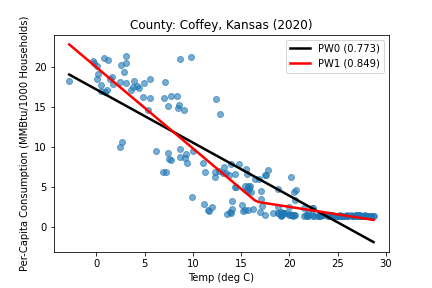 County: Coffey, Kansas (2020)
Per-Capita Consumption (MMBtu/1000 Households)
20
15
10
5
0
PW0 (0.773)
PW1 (0.849)
0 5 10 15 20 25 30
Temp (deg C)